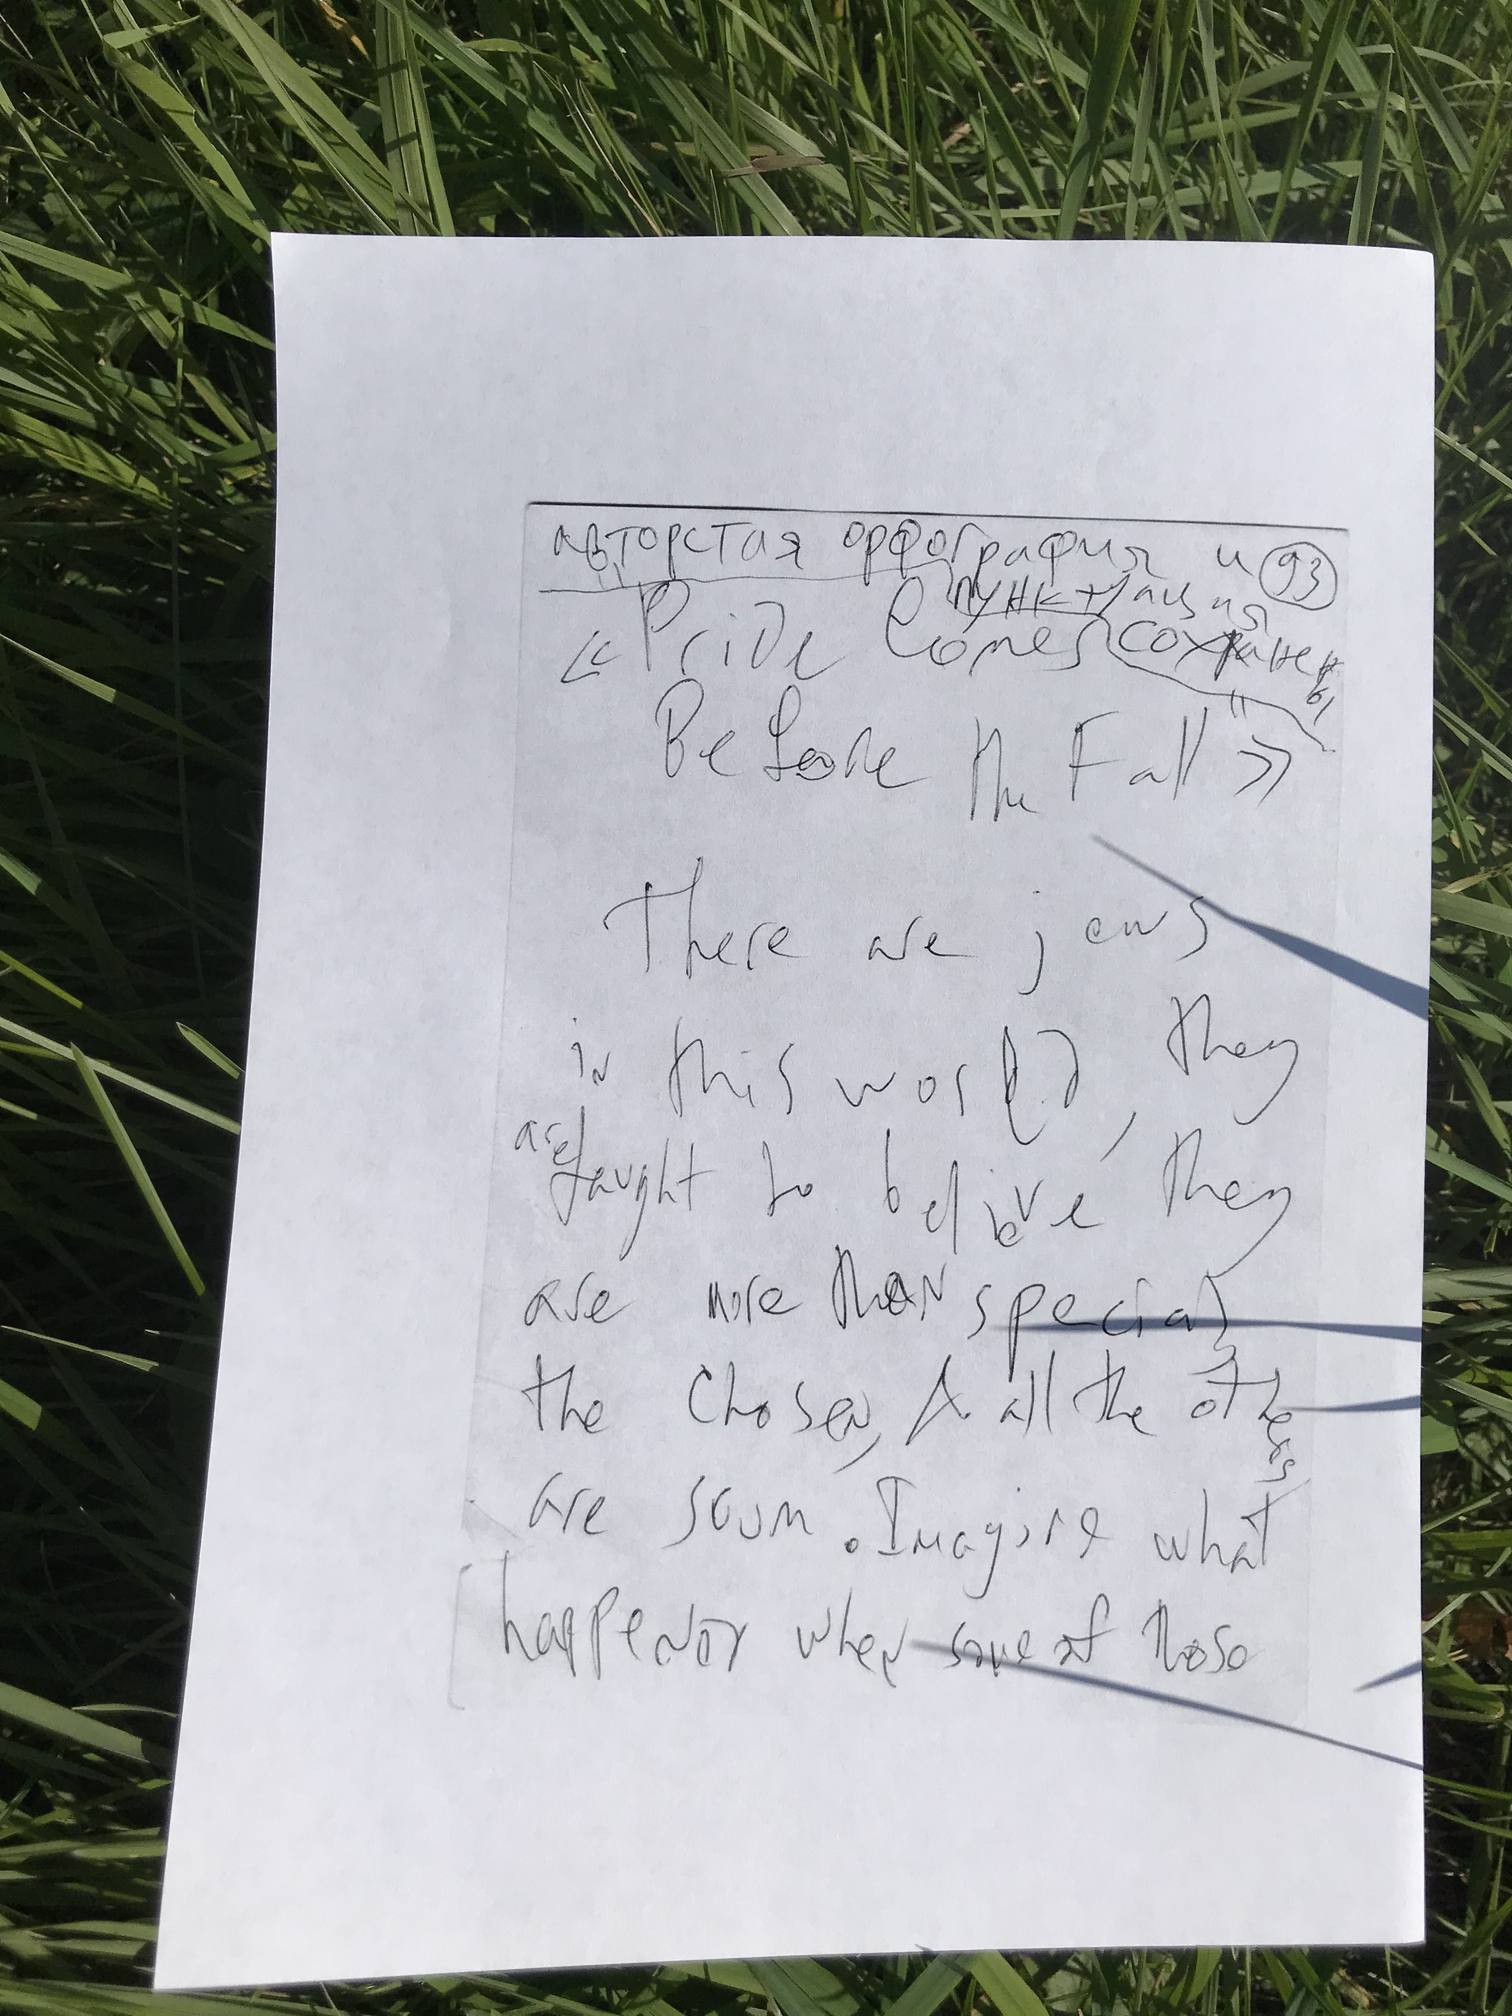 авторстая орфография и 93
пунктуация
сохранены
«Pride Comes
Before the Fall»
There are jews
in this world, they
are taught to believe they
are more than special,
the chosen, & all the others
are scum. Imagine what
happenor when some of those